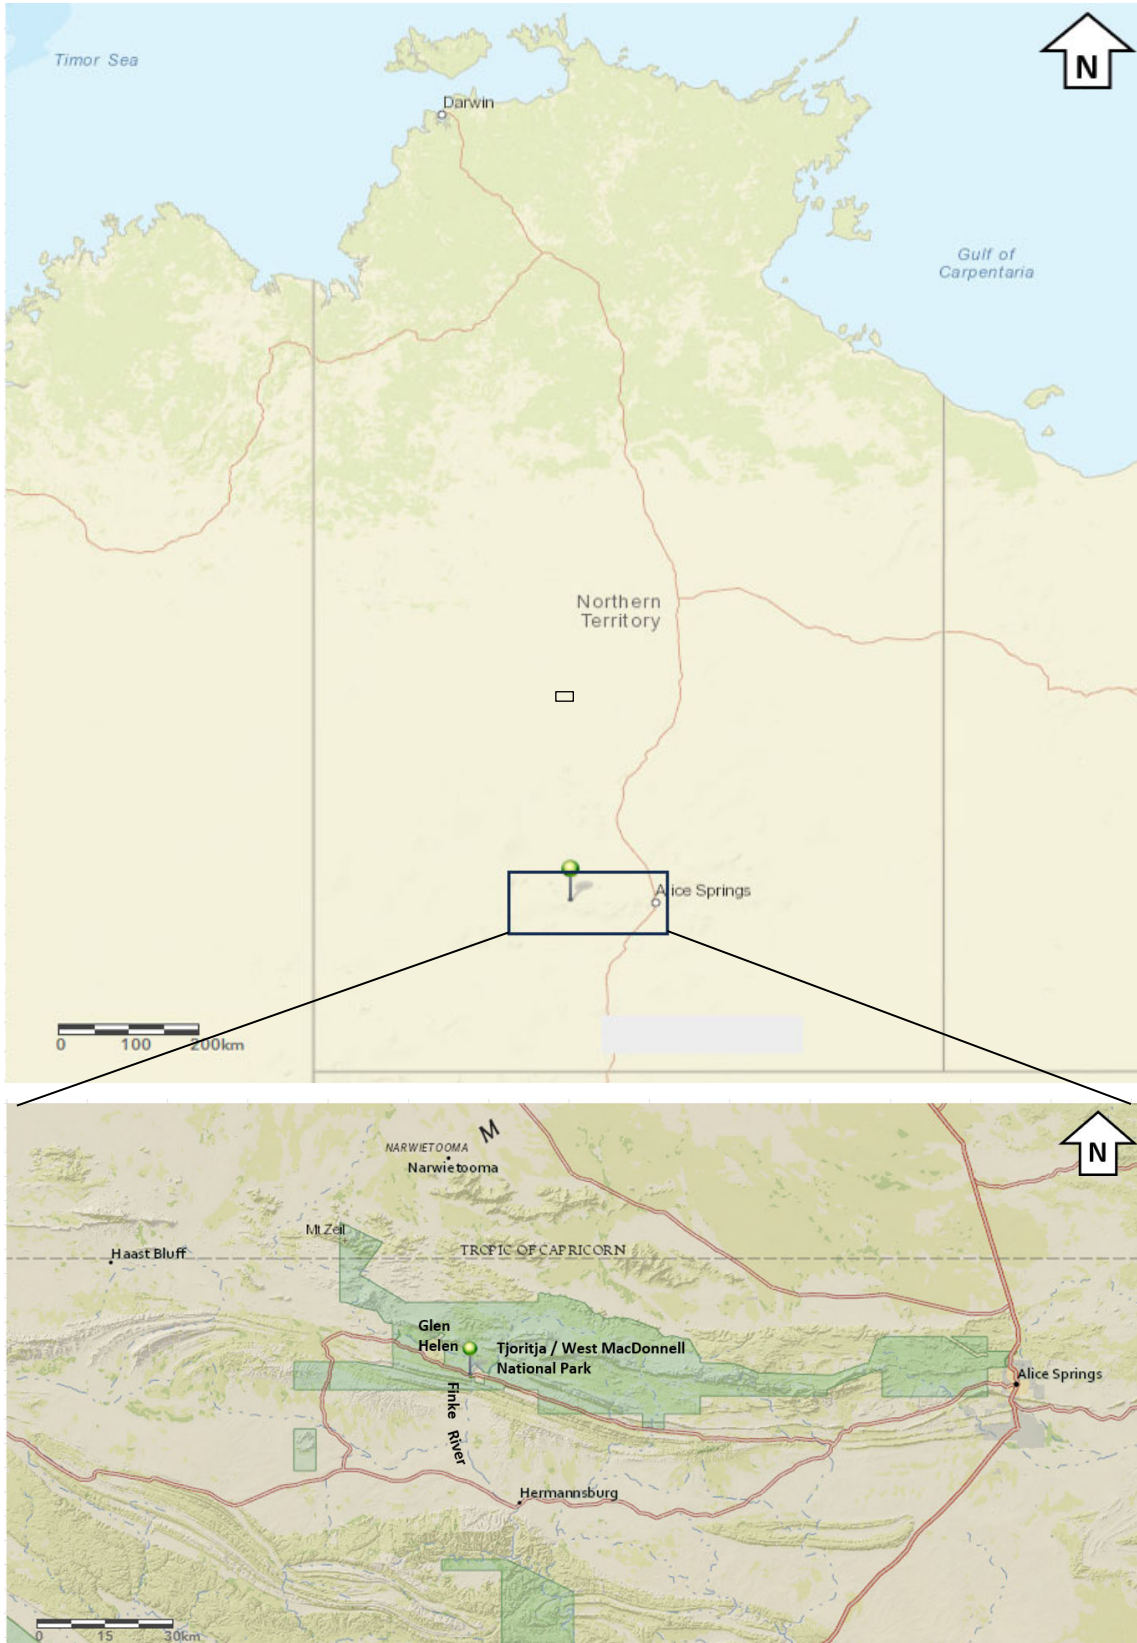 Timor Sea
N
Darwin
Gulf of
Carpentaria
Northern
Territory
Alice Springs
0 100 200km
M
N
NARWIETOOMA
Narwietooma
Mt Zeil
Haast Bluff
TROPIC OF CAPRICORN
Glen
Helen
Tjoritja / West MacDonnell
National Park
Alice Springs
Finke River
Hermannsburg
0 15 30km